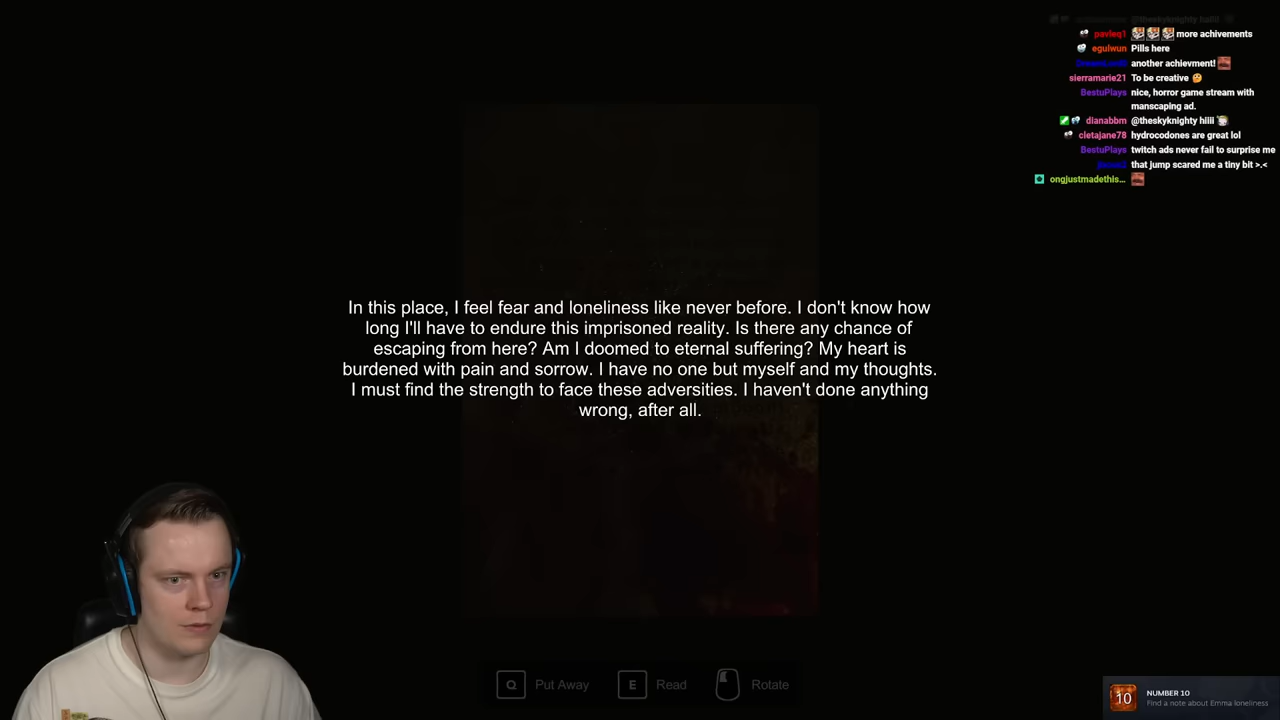 @theskyknighty haiii
pavleq1 more achivements
egulwun Pills here
another achievment!
sierramarie21 To be creative
BestuPlays nice, horror game stream with
manscaping ad.
dianabbm @theskyknighty hiiii
cletajane78 hydrocodones are great lol
BestuPlays twitch ads never fail to surprise me
that jump scared me a tiny bit >.<
ongjustmadethis...
In this place, I feel fear and loneliness like never before. I don't know how
long I'll have to endure this imprisoned reality. Is there any chance of
escaping from here? Am I doomed to eternal suffering? My heart is
burdened with pain and sorrow. I have no one but myself and my thoughts.
I must find the strength to face these adversities. I haven't done anything
wrong, after all.
Q Put Away E Read Rotate
10 NUMBER 10
Find a note about Emma loneliness